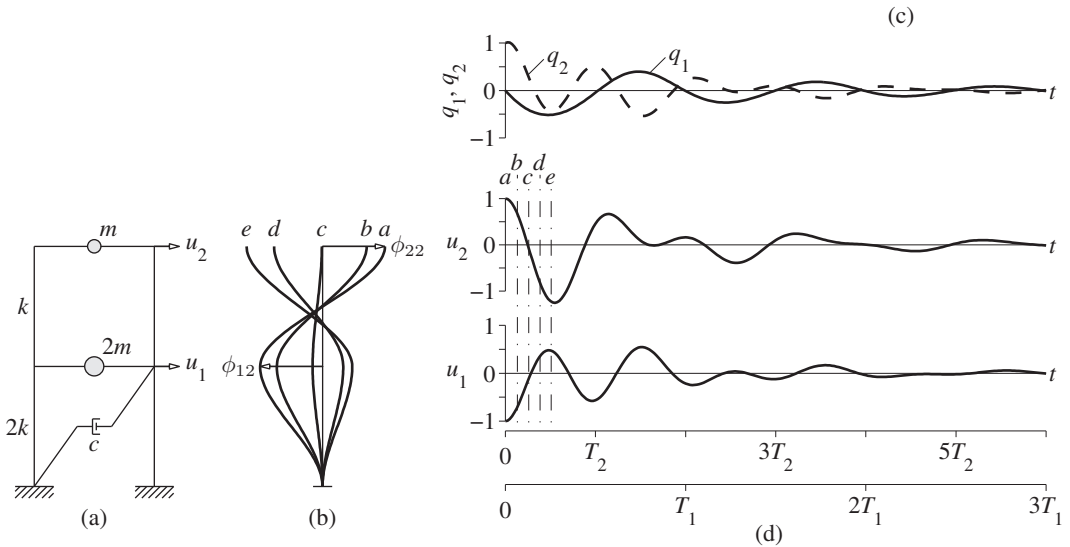 (c)
1
0
−1
q₁, q₂
q₂
q₁
t
b d
a c e
1
0
−1
u₂
t
1
0
−1
u₁
t
0 T₂ 3T₂ 5T₂
0 T₁ 2T₁ 3T₁
(d)
m
u₂
k
2m
u₁
2k
c
(a)
e d c b a
ϕ₂₂
ϕ₁₂
(b)